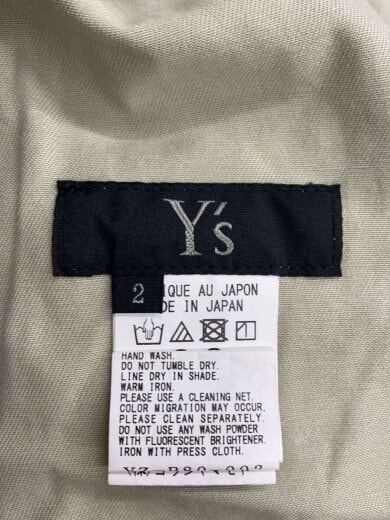 Y's
2
IQUE AU JAPON
DE IN JAPAN
HAND WASH.
DO NOT TUMBLE DRY.
LINE DRY IN SHADE.
WARM IRON.
PLEASE USE A CLEANING NET.
COLOR MIGRATION MAY OCCUR.
PLEASE CLEAN SEPARATELY.
DO NOT USE ANY WASH POWDER
WITH FLUORESCENT BRIGHTENER.
IRON WITH PRESS CLOTH.